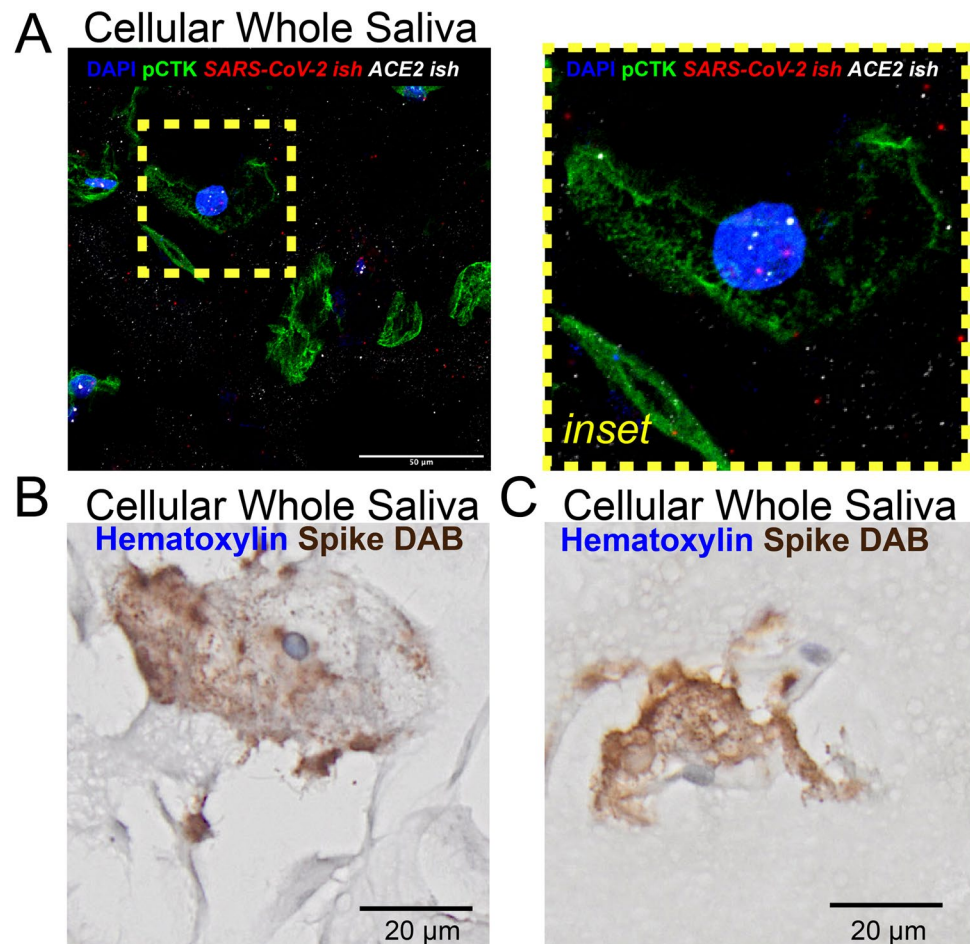 A
Cellular Whole Saliva
DAPI pCTK SARS-CoV-2 ish ACE2 ish
50 µm
DAPI pCTK SARS-CoV-2 ish ACE2 ish
inset
B
Cellular Whole Saliva
Hematoxylin Spike DAB
20 µm
C
Cellular Whole Saliva
Hematoxylin Spike DAB
20 µm